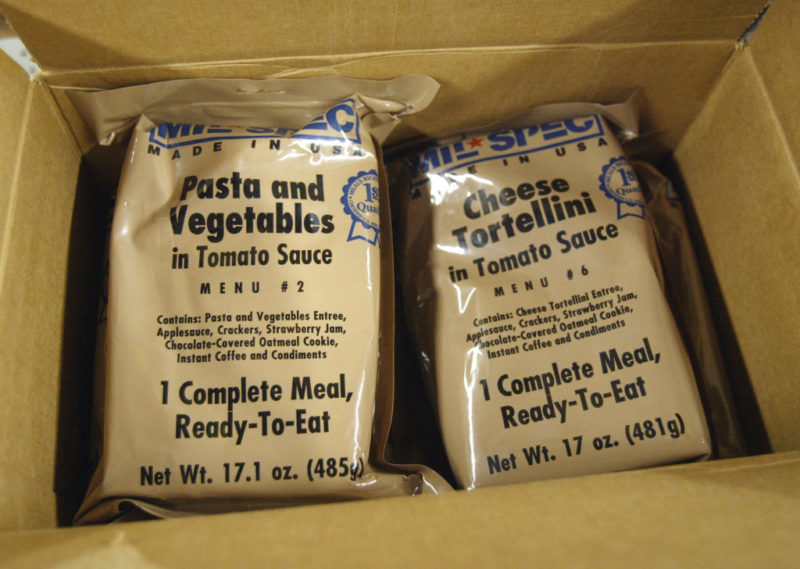 MIL★SPEC
MADE IN USA
Pasta and
Vegetables
in Tomato Sauce
MENU #2
Contains: Pasta and Vegetables Entree,
Applesauce, Crackers, Strawberry Jam,
Chocolate-Covered Oatmeal Cookie,
Instant Coffee and Condiments
1 Complete Meal,
Ready-To-Eat
Net Wt. 17.1 oz. (485g)
MIL★SPEC
MADE IN USA
Cheese
Tortellini
in Tomato Sauce
MENU #6
Contains: Cheese Tortellini Entree,
Applesauce, Crackers, Strawberry Jam,
Chocolate-Covered Oatmeal Cookie,
Instant Coffee and Condiments
1 Complete Meal,
Ready-To-Eat
Net Wt. 17 oz. (481g)